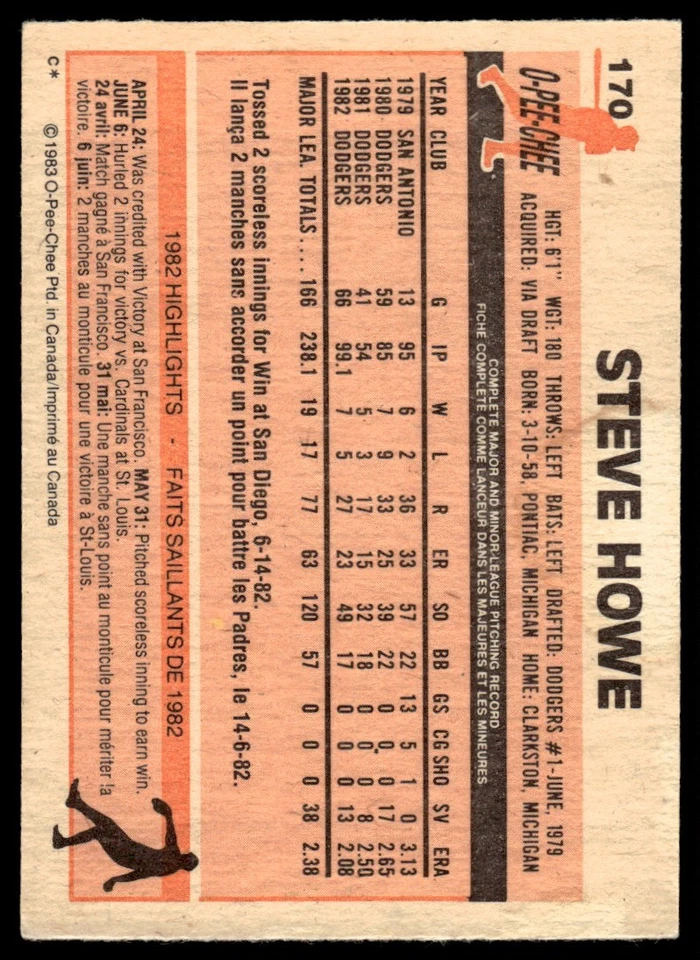 170
STEVE HOWE
O-PEE-CHEE
HGT: 6'1" WGT: 180 THROWS: LEFT BATS: LEFT DRAFTED: DODGERS #1-JUNE, 1979
ACQUIRED: VIA DRAFT BORN: 3-10-58, PONTIAC, MICHIGAN HOME: CLARKSTON, MICHIGAN
COMPLETE MAJOR AND MINOR LEAGUE PITCHING RECORD
FICHE COMPLETE COMME LANCEUR DANS LES MAJEURES ET LES MINEURES
YEAR CLUB G IP W L R ER SO BB GS CG SHO SV ERA
1979 SAN ANTONIO 13 95 6 2 36 33 57 22 13 5 1 0 3.13
1980 DODGERS 59 85 7 9 33 25 39 22 0 0 0 17 2.65
1981 DODGERS 41 54 5 3 17 15 32 18 0 0 0 8 2.50
1982 DODGERS 66 99.1 7 5 27 23 49 17 0 0 0 13 2.08
MAJOR LEA. TOTALS.... 166 238.1 19 17 77 63 120 57 0 0 0 38 2.38
Tossed 2 scoreless innings for Win at San Diego, 6-14-82.
Il lança 2 manches sans accorder un point pour battre les Padres, le 14-6-82.
1982 HIGHLIGHTS - FAITS SAILLANTS DE 1982
APRIL 24: Was credited with Victory at San Francisco. MAY 31: Pitched scoreless inning to earn win.
JUNE 6: Hurled 2 innings for victory vs. Cardinals at St. Louis.
24 avril: Match gagné à San Francisco. 31 mai: Une manche sans point au monticule pour mériter la
victoire. 6 juin: 2 manches au monticule pour une victoire à St-Louis.
C* ©1983 O-Pee-Chee Ptd. in Canada/Imprimé au Canada